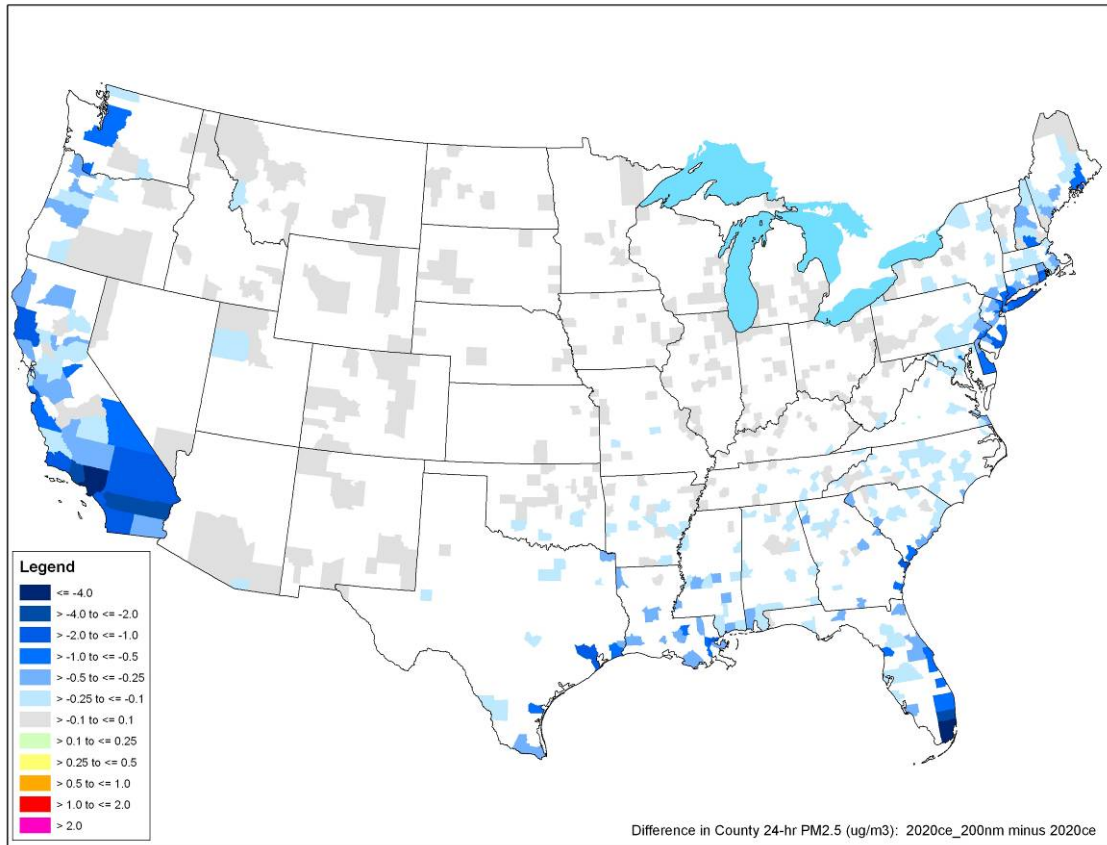 Legend
<= -4.0
> -4.0 to <= -2.0
> -2.0 to <= -1.0
> -1.0 to <= -0.5
> -0.5 to <= -0.25
> -0.25 to <= -0.1
> -0.1 to <= 0.1
> 0.1 to <= 0.25
> 0.25 to <= 0.5
> 0.5 to <= 1.0
> 1.0 to <= 2.0
> 2.0
Difference in County 24-hr PM2.5 (ug/m3): 2020ce_200nm minus 2020ce